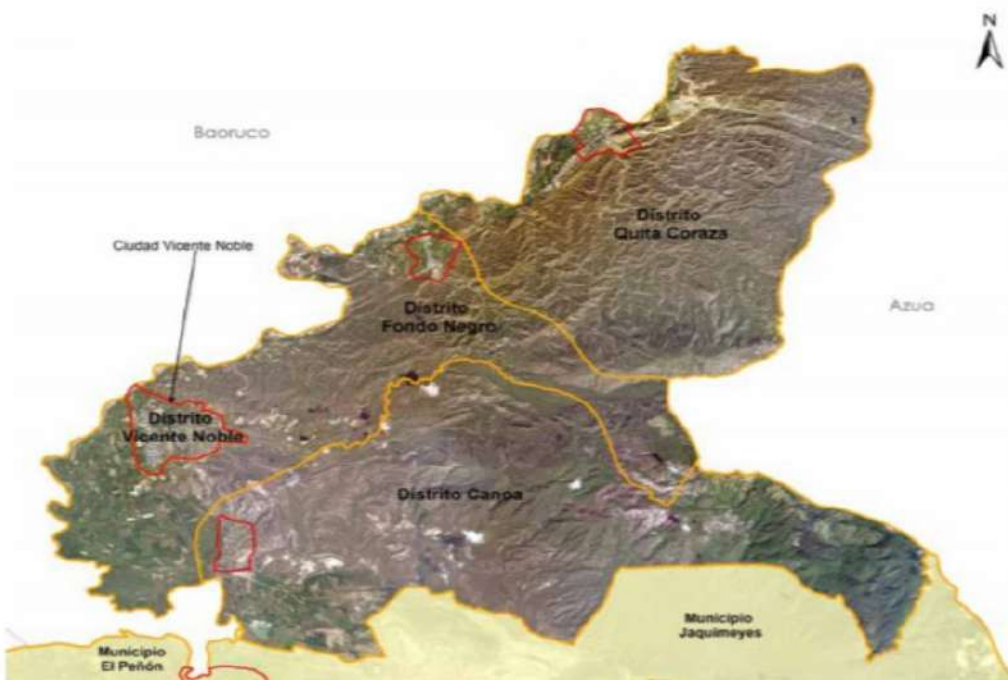 N
Baoruco
Distrito
Quita Coraza
Ciudad Vicente Noble
Azua
Distrito
Fondo Negro
Distrito
Vicente Noble
Distrito Canoa
Municipio
Jaquimeyes
Municipio
El Peñón